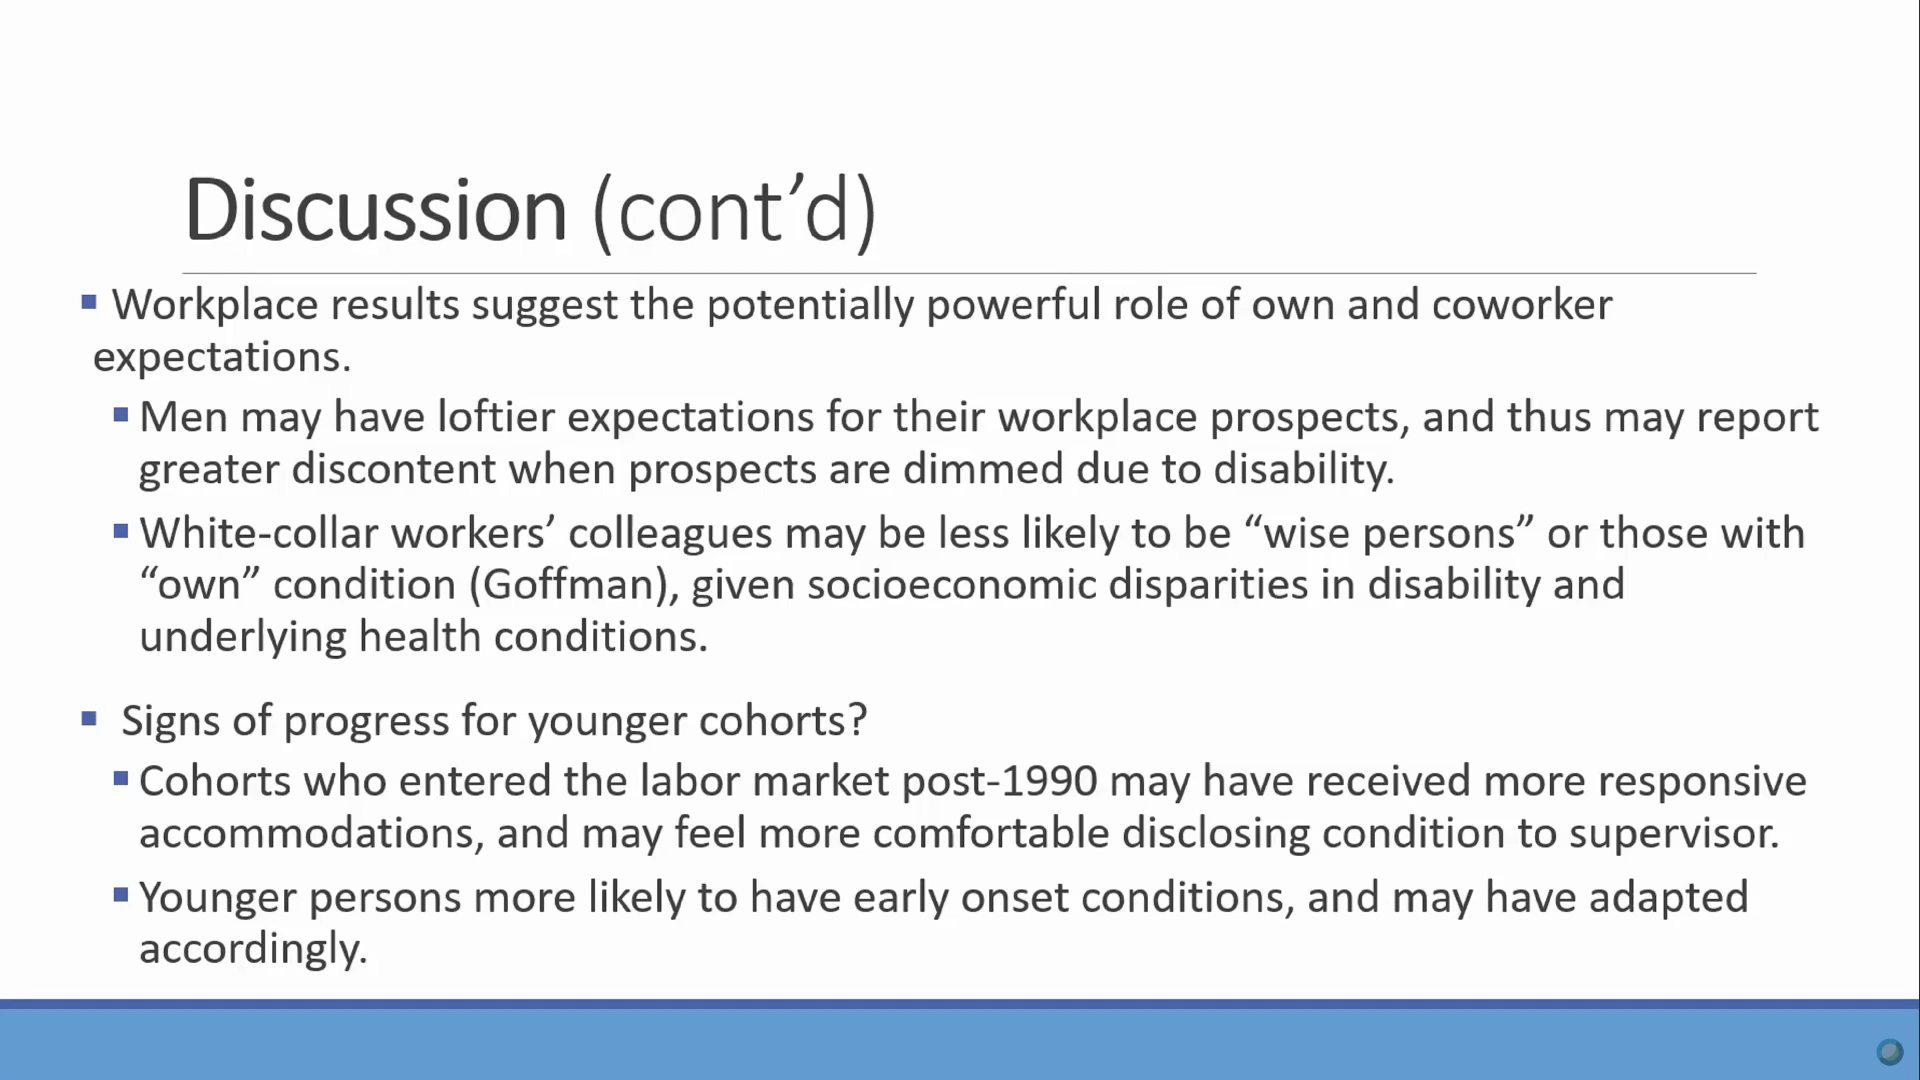 Discussion (cont’d)
▪ Workplace results suggest the potentially powerful role of own and coworker
expectations.
▪ Men may have loftier expectations for their workplace prospects, and thus may report
greater discontent when prospects are dimmed due to disability.
▪ White-collar workers’ colleagues may be less likely to be “wise persons” or those with
“own” condition (Goffman), given socioeconomic disparities in disability and
underlying health conditions.
▪ Signs of progress for younger cohorts?
▪ Cohorts who entered the labor market post-1990 may have received more responsive
accommodations, and may feel more comfortable disclosing condition to supervisor.
▪ Younger persons more likely to have early onset conditions, and may have adapted
accordingly.